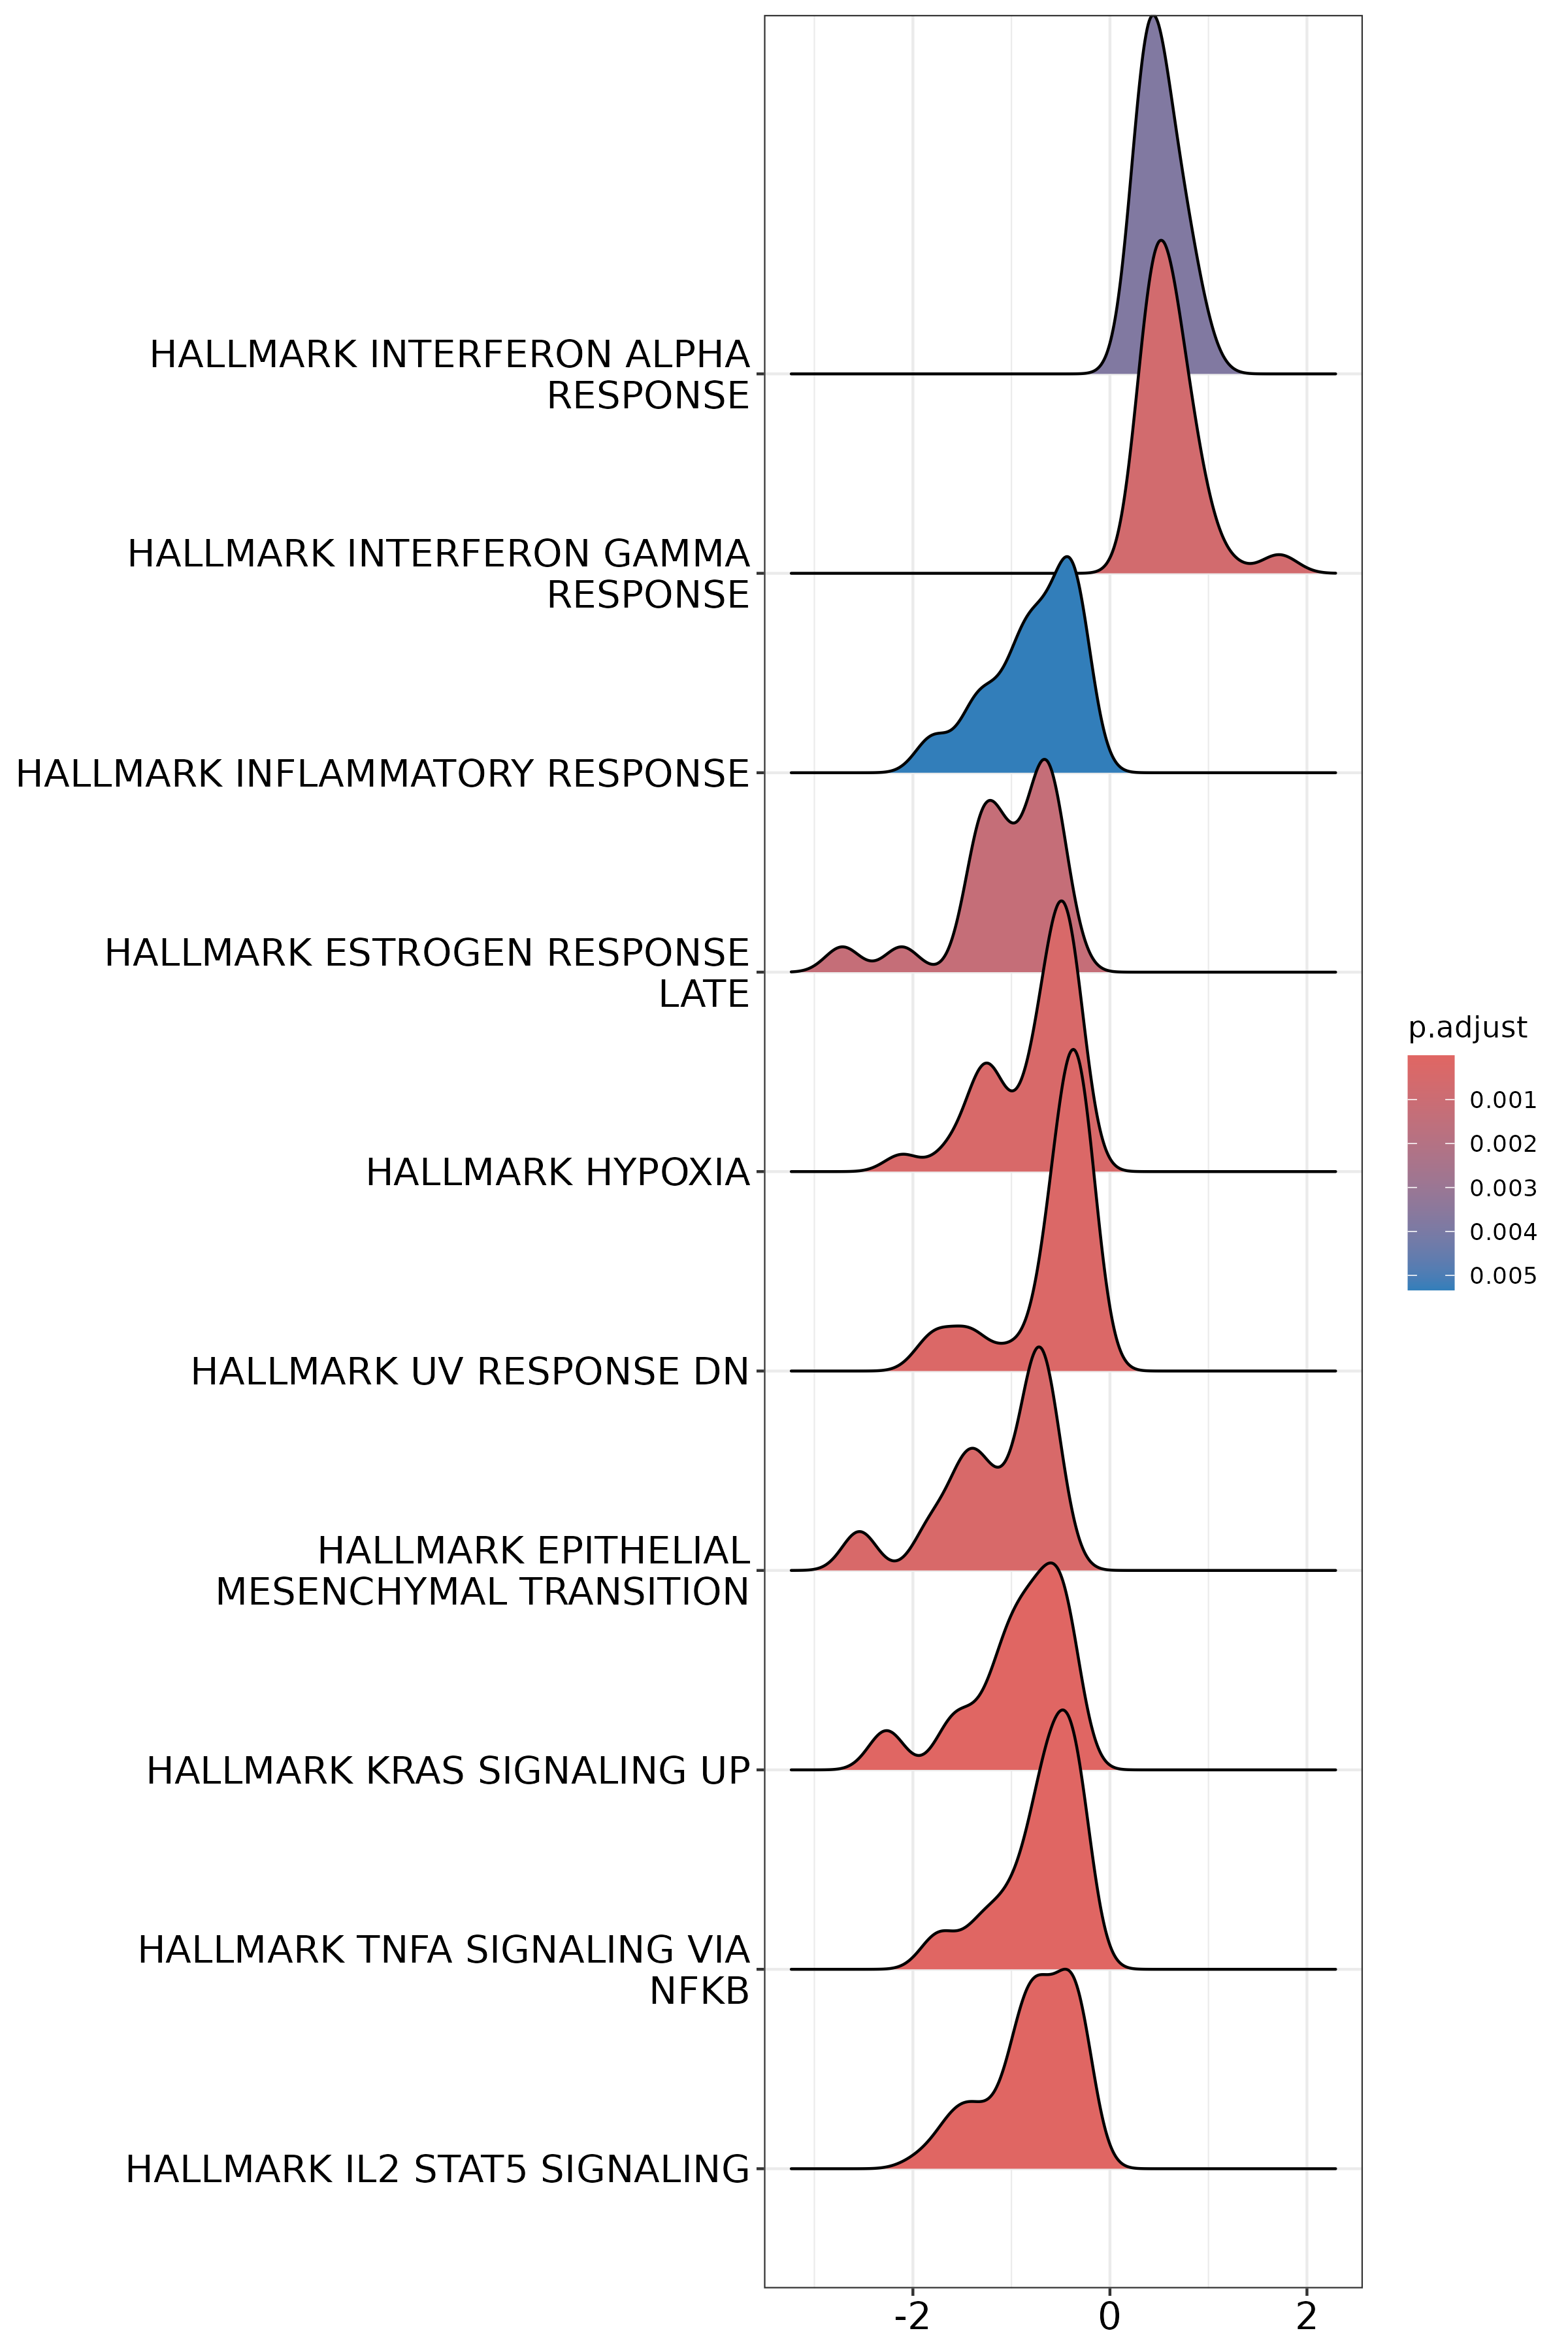 HALLMARK INTERFERON ALPHA
RESPONSE
HALLMARK INTERFERON GAMMA
RESPONSE
HALLMARK INFLAMMATORY RESPONSE
HALLMARK ESTROGEN RESPONSE
LATE
HALLMARK HYPOXIA
HALLMARK UV RESPONSE DN
HALLMARK EPITHELIAL
MESENCHYMAL TRANSITION
HALLMARK KRAS SIGNALING UP
HALLMARK TNFA SIGNALING VIA
NFKB
HALLMARK IL2 STAT5 SIGNALING
-2
0
2
p.adjust
0.001
0.002
0.003
0.004
0.005